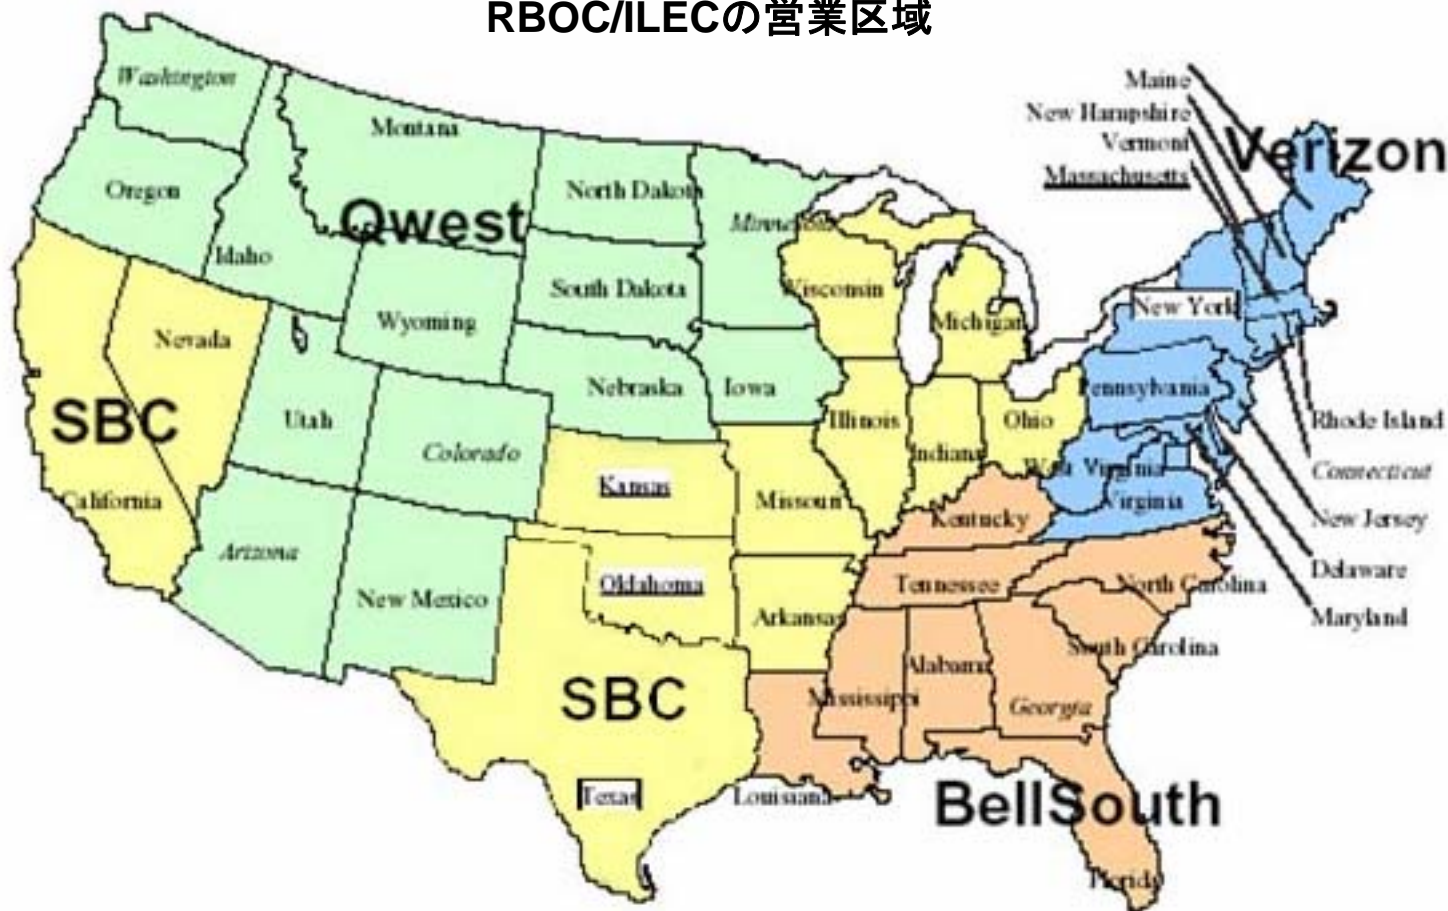 RBOC/ILECの営業区域
Washington
Montana
Oregon
Idaho
Qwest
North Dakota
Minnesota
South Dakota
Wyoming
Nevada
Nebraska
Iowa
Utah
Colorado
SBC
California
Arizona
New Mexico
Wisconsin
Michigan
Illinois
Indiana
Ohio
Kansas
Missouri
Oldahoma
Arkansas
SBC
Texas
Maine
New Hampshire
Vermont
Massachusetts
Verizon
New York
Pennsylvania
West Virginia
Virginia
Rhode Island
Connecticut
New Jersey
Delaware
Maryland
Kentucky
Tennessee
North Carolina
South Carolina
Mississippi
Alabama
Georgia
Louisiana
BellSouth
Florida